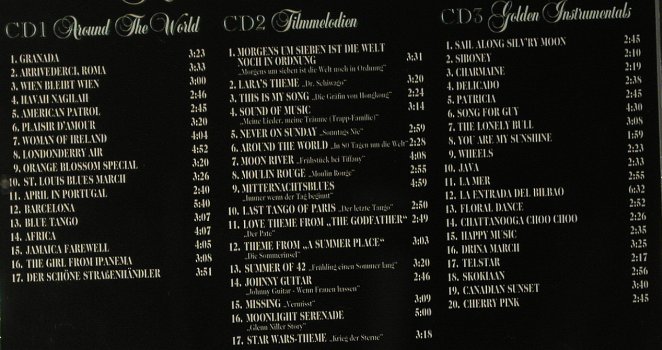 CD1 Around The World
1. GRANADA 3:23
2. ARRIVEDERCI, ROMA 3:33
3. WIEN BLEIBT WIEN 3:00
4. HAVAH NAGILAH 2:46
5. AMERICAN PATROL 2:45
6. PLAISIR D'AMOUR 3:20
7. WOMAN OF IRELAND 4:04
8. LONDONDERRY AIR 4:52
9. ORANGE BLOSSOM SPECIAL 3:20
10. ST. LOUIS BLUES MARCH 3:26
11. APRIL IN PORTUGAL 2:40
12. BARCELONA 5:40
13. BLUE TANGO 3:07
14. AFRICA 4:07
15. JAMAICA FAREWELL 4:05
16. THE GIRL FROM IPANEMA 3:08
17. DER SCHÖNE STRAßENHÄNDLER 3:51
CD2 Filmmelodien
1. MORGENS UM SIEBEN IST DIE WELT
NOCH IN ORDNUNG 3:31
„Morgens um sieben ist die Welt noch in Ordnung"
2. LARA'S THEME „Dr. Schiwago" 3:20
3. THIS IS MY SONG „Die Gräfin von Hongkong" 2:24
4. SOUND OF MUSIC 3:14
„Meine Lieder, meine Träume (Trapp-Familie)"
5. NEVER ON SUNDAY „Sonntags Nie" 2:59
6. AROUND THE WORLD „In 80 Tagen um die Welt" 2:28
7. MOON RIVER „Frühstück bei Tiffany" 4:08
8. MOULIN ROUGE „Moulin Rouge" 2:55
9. MITTERNACHTSBLUES 4:59
„Immer wenn der Tag beginnt"
10. LAST TANGO OF PARIS „Der letzte Tango" 2:50
11. LOVE THEME FROM „THE GODFATHER" 2:49
„Der Pate"
12. THEME FROM „A SUMMER PLACE" 3:03
„Die Sommerinsel"
13. SUMMER OF 42 „Frühling einen Sommer lang" 3:20
14. JOHNNY GUITAR 2:46
„Johnny Guitar - Wenn Frauen hassen"
15. MISSING „Vermisst" 3:09
16. MOONLIGHT SERENADE 5:00
„Glenn Miller Story"
17. STAR WARS-THEME „Krieg der Sterne" 3:18
CD3 Golden Instrumentals
1. SAIL ALONG SILV'RY MOON 2:45
2. SIBONEY 2:10
3. CHARMAINE 2:19
4. DELICADO 2:38
5. PATRICIA 2:45
6. SONG FOR GUY 4:30
7. THE LONELY BULL 3:08
8. YOU ARE MY SUNSHINE 1:59
9. WHEELS 2:23
10. JAVA 2:33
11. LA MER 2:55
12. LA ENTRADA DEL BILBAO 6:32
13. FLORAL DANCE 2:52
14. CHATTANOOGA CHOO CHOO 2:26
15. HAPPY MUSIC 2:35
16. DRINA MARCH 3:25
17. TELSTAR 2:17
18. SKOKIAAN 2:56
19. CANADIAN SUNSET 3:40
20. CHERRY PINK 2:45